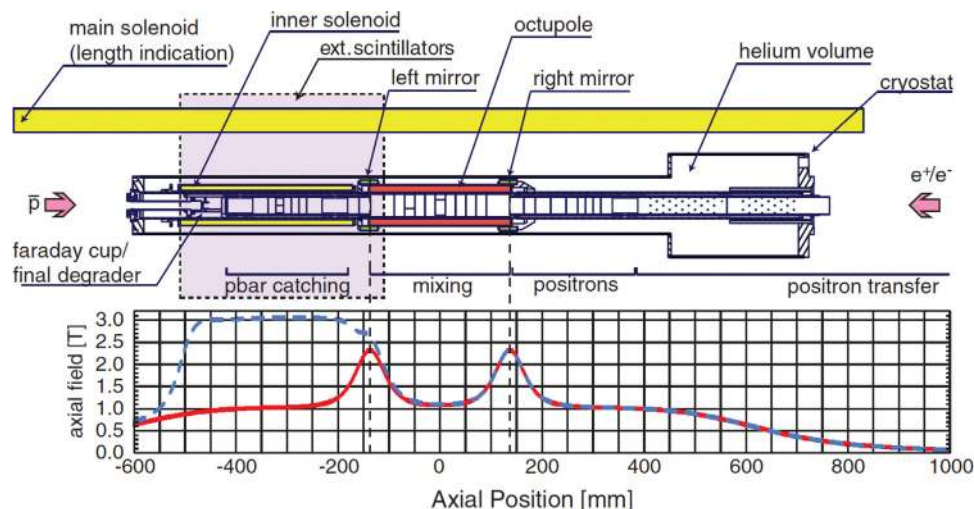 inner solenoid
octupole
main solenoid
(length indication)
ext. scintillators
helium volume
left mirror
right mirror
cryostat
p̅
e⁺/e⁻
faraday cup/
final degrader
pbar catching
mixing
positrons
positron transfer
axial field [T]
3.0
2.5
2.0
1.5
1.0
0.5
0.0
-600 -400 -200 0 200 400 600 800 1000
Axial Position [mm]